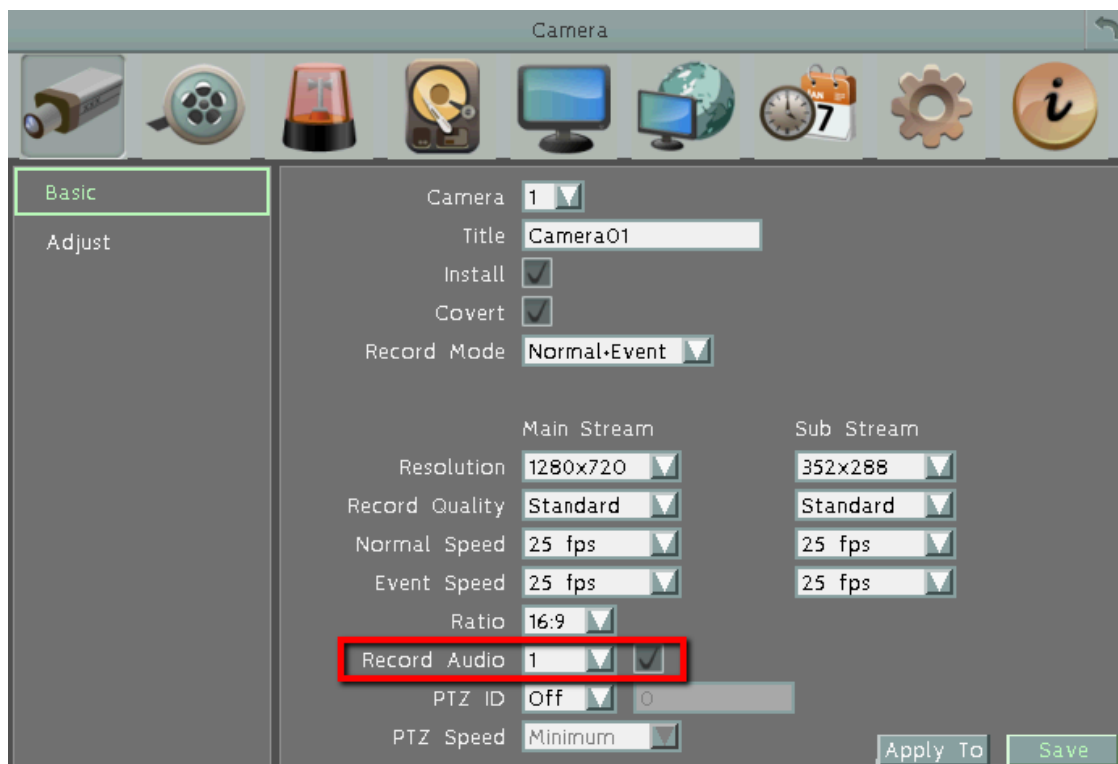 Camera
JAN
7
Basic
Adjust
Camera 1
Title Camera01
Install
Covert
Record Mode Normal+Event
Main Stream Sub Stream
Resolution 1280x720 352x288
Record Quality Standard Standard
Normal Speed 25 fps 25 fps
Event Speed 25 fps 25 fps
Ratio 16:9
Record Audio 1
PTZ ID Off 0
PTZ Speed Minimum
Apply To Save